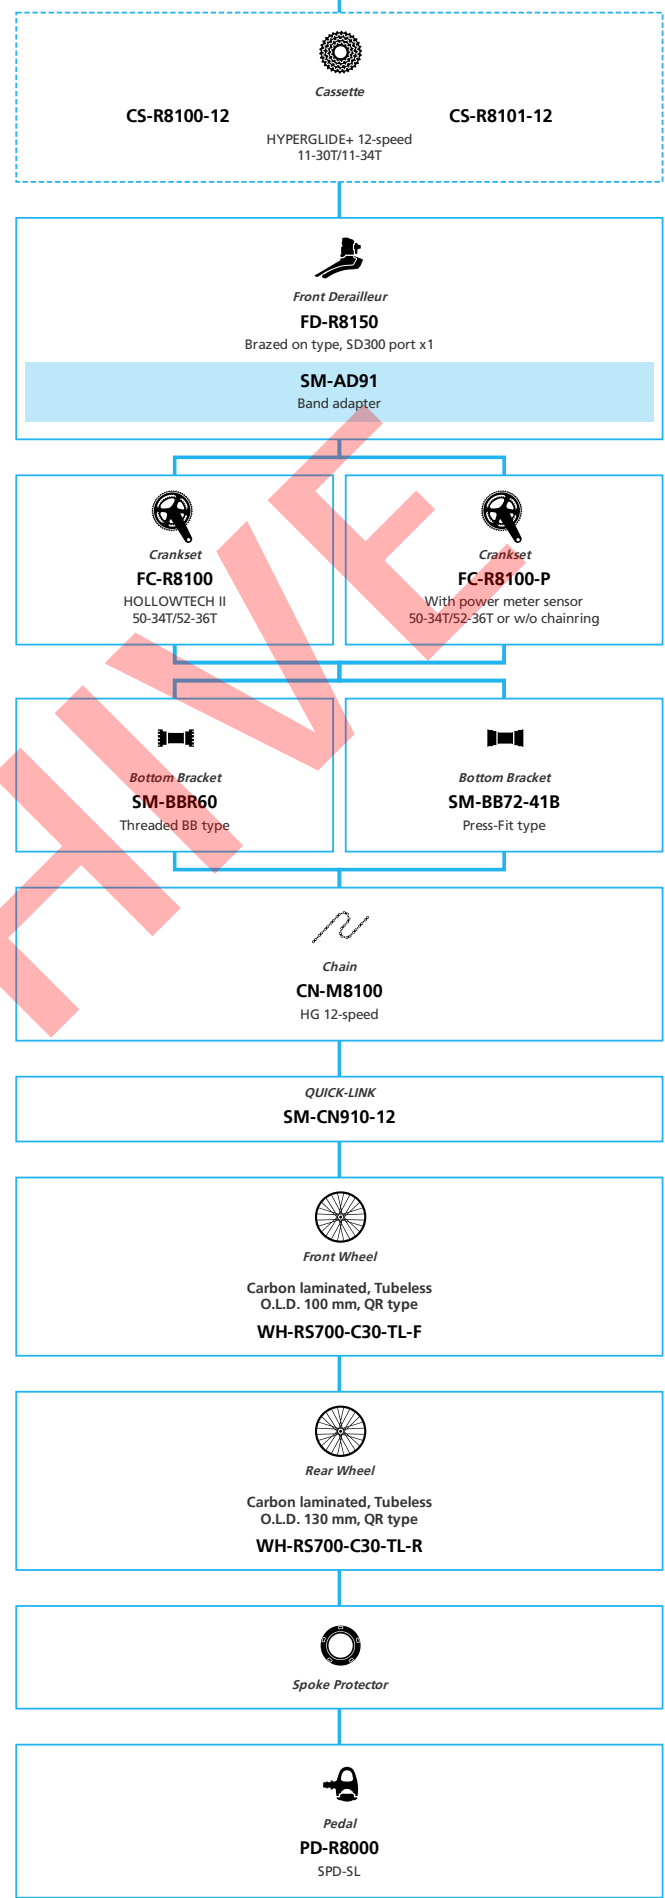 Cassette
CS-R8100-12
CS-R8101-12
HYPERGLIDE+ 12-speed
11-30T/11-34T
Front Derailleur
FD-R8150
Brazed on type, SD300 port x1
SM-AD91
Band adapter
Crankset
FC-R8100
HOLLOWTECH II
50-34T/52-36T
Crankset
FC-R8100-P
With power meter sensor
50-34T/52-36T or w/o chainring
Bottom Bracket
SM-BBR60
Threaded BB type
Bottom Bracket
SM-BB72-41B
Press-Fit type
Chain
CN-M8100
HG 12-speed
QUICK-LINK
SM-CN910-12
Front Wheel
Carbon laminated, Tubeless
O.L.D. 100 mm, QR type
WH-RS700-C30-TL-F
Rear Wheel
Carbon laminated, Tubeless
O.L.D. 130 mm, QR type
WH-RS700-C30-TL-R
Spoke Protector
Pedal
PD-R8000
SPD-SL
HIVE